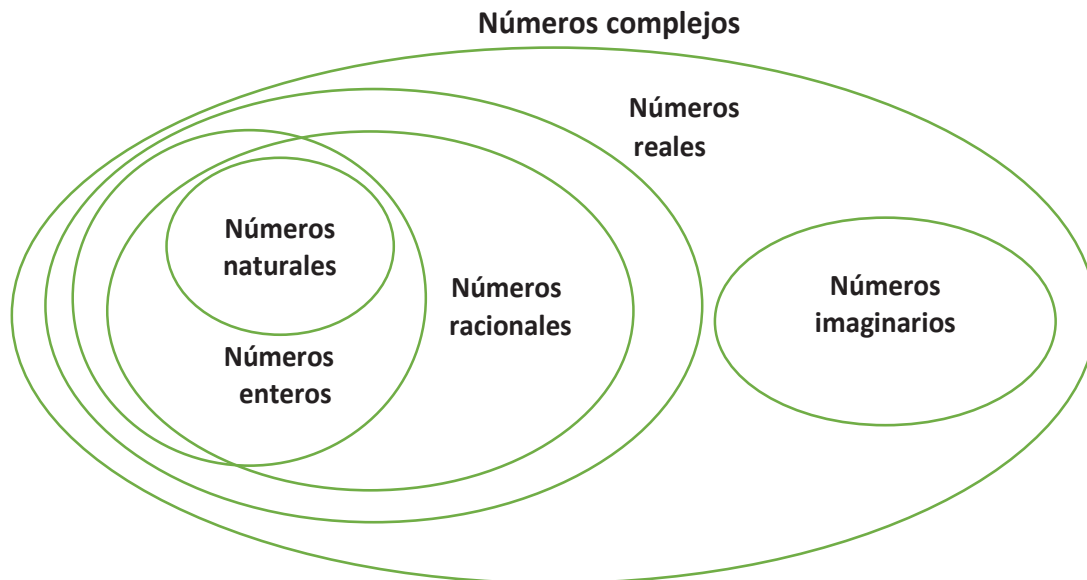 Números complejos
Números
reales
Números
naturales
Números
racionales
Números
imaginarios
Números
enteros